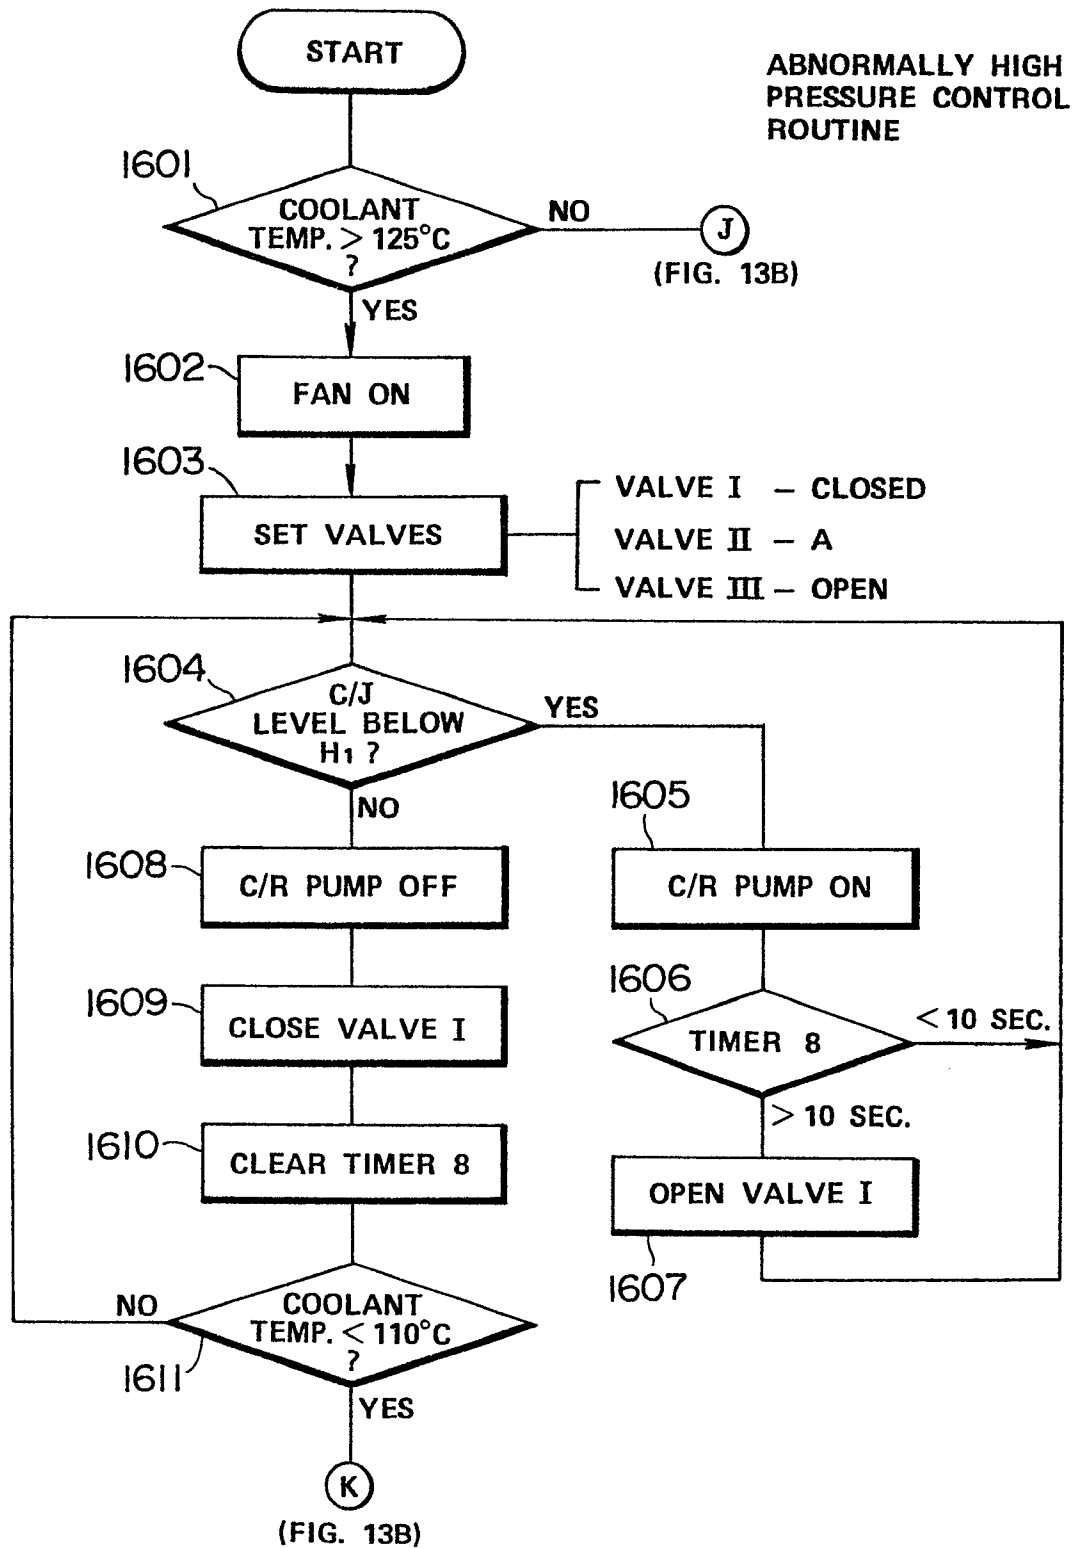 START
ABNORMALLY HIGH
PRESSURE CONTROL
ROUTINE
1601
COOLANT
TEMP. > 125°C
?
NO
J
(FIG. 13B)
YES
1602
FAN ON
1603
SET VALVES
VALVE I – CLOSED
VALVE II – A
VALVE III – OPEN
1604
C/J
LEVEL BELOW
H1 ?
YES
NO
1605
C/R PUMP ON
1608
C/R PUMP OFF
1606
TIMER 8
< 10 SEC.
> 10 SEC.
1609
CLOSE VALVE I
1610
CLEAR TIMER 8
OPEN VALVE I
1607
NO
COOLANT
TEMP. < 110°C
?
1611
YES
K
(FIG. 13B)